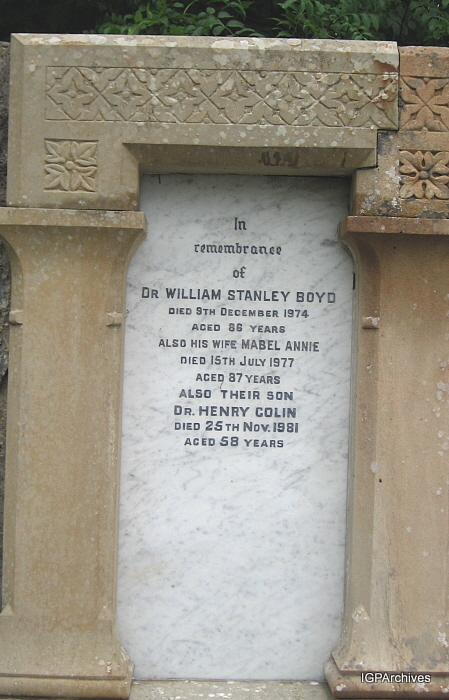 In
remembrance
of
DR WILLIAM STANLEY BOYD
DIED 9TH DECEMBER 1974
AGED 86 YEARS
ALSO HIS WIFE MABEL ANNIE
DIED 15TH JULY 1977
AGED 87 YEARS
ALSO THEIR SON
DR. HENRY COLIN
DIED 25TH NOV. 1981
AGED 58 YEARS
IGPArchives